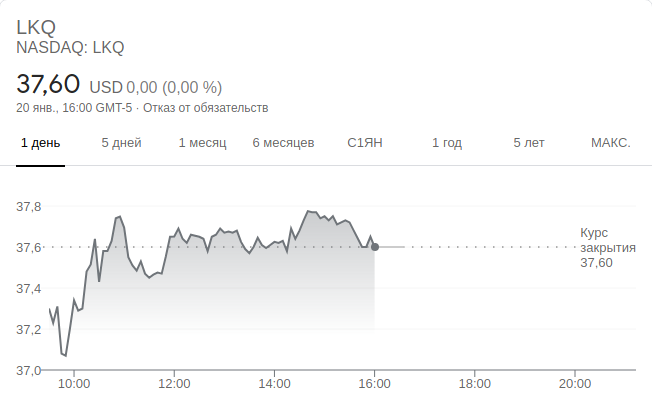 LKQ
NASDAQ: LKQ
37,60 USD 0,00 (0,00 %)
20 янв., 16:00 GMT-5 · Отказ от обязательств
1 день 5 дней 1 месяц 6 месяцев С1ЯН 1 год 5 лет МАКС.
37,8
Курс
37,6 закрытия
37,60
37,4
37,2
37,0
10:00 12:00 14:00 16:00 18:00 20:00